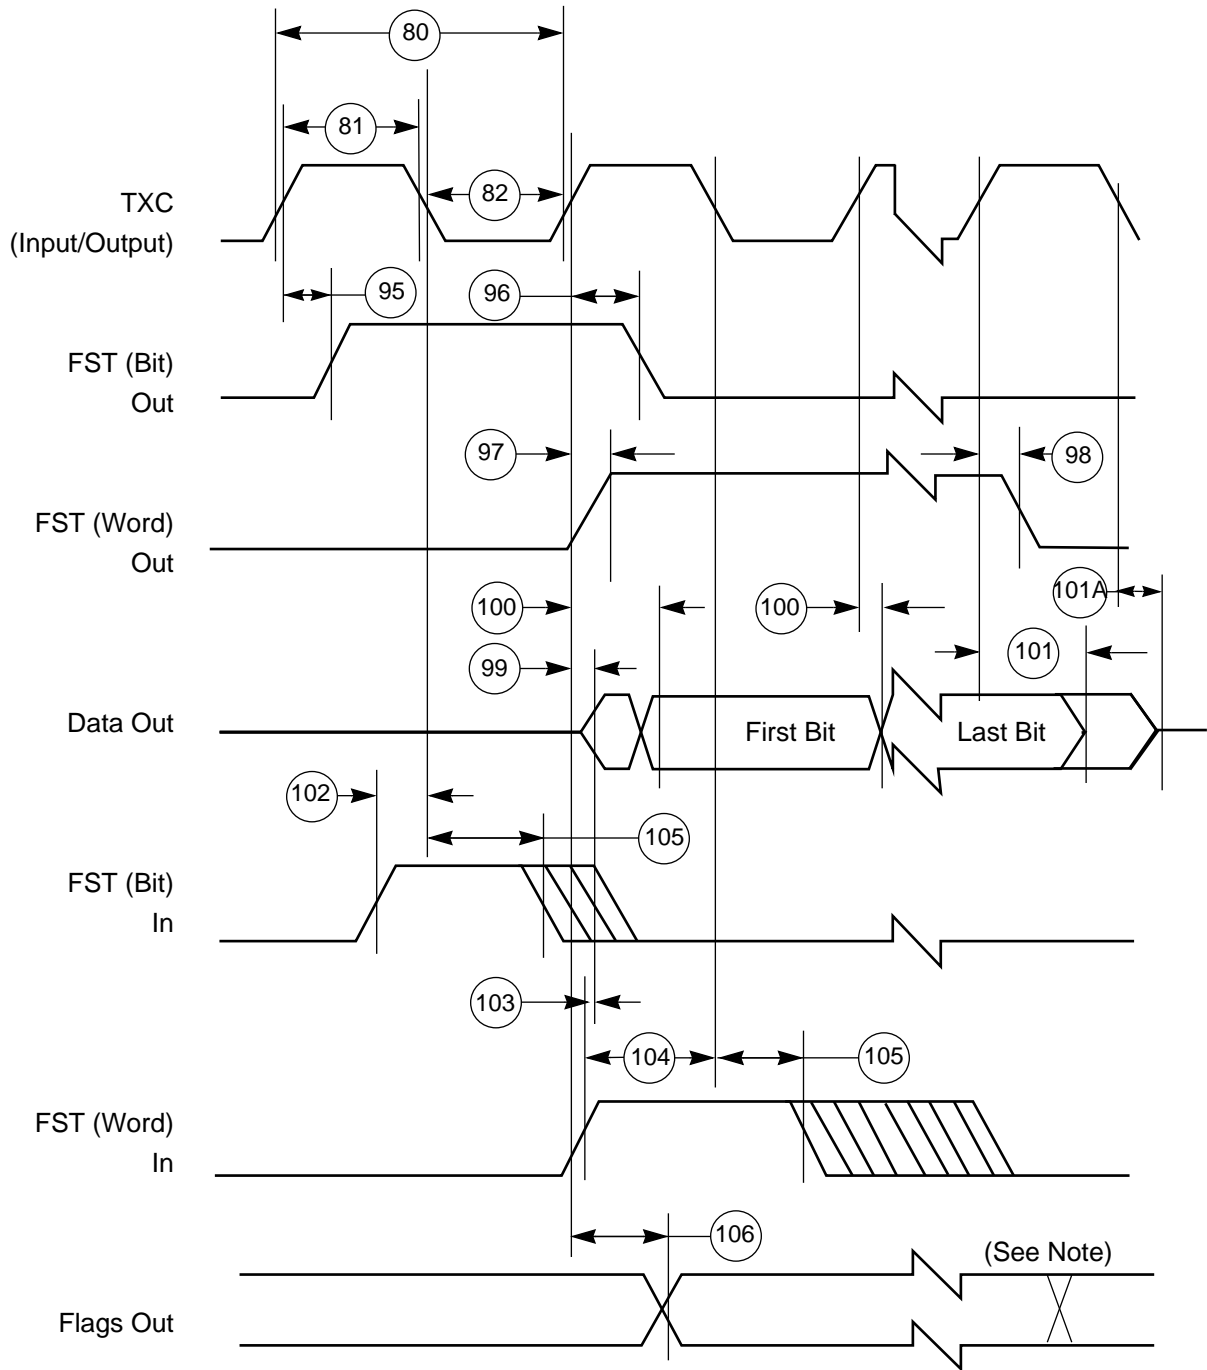 80
81
82
TXC
(Input/Output)
95
96
FST (Bit)
Out
97
98
FST (Word)
Out
100
100
101A
99
101
Data Out
First Bit
Last Bit
102
105
FST (Bit)
In
103
104
105
FST (Word)
In
106
(See Note)
Flags Out